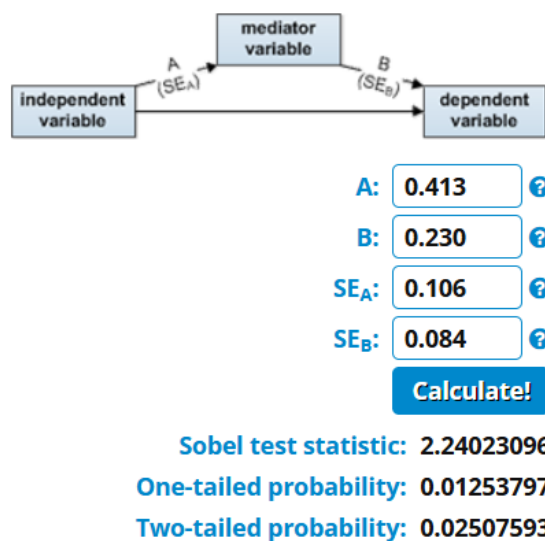 mediator
variable
A
(SEA)
B
(SEB)
independent
variable
dependent
variable
A: 0.413 ?
B: 0.230 ?
SEA: 0.106 ?
SEB: 0.084 ?
Calculate!
Sobel test statistic: 2.24023096
One-tailed probability: 0.01253797
Two-tailed probability: 0.02507593